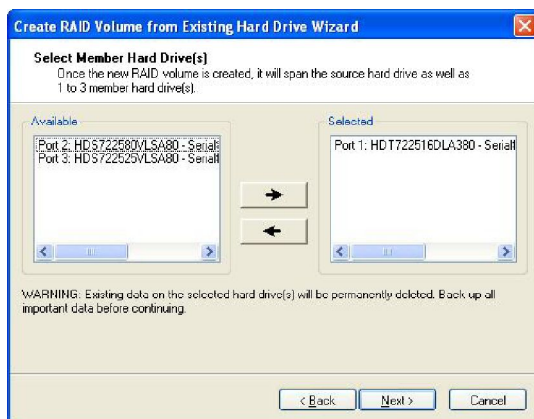 Create RAID Volume from Existing Hard Drive Wizard
Select Member Hard Drive(s)
Once the new RAID volume is created, it will span the source hard drive as well as
1 to 3 member hard drive(s).
Available
Port 2: HDS722580VLSA80 - Serial
Port 3: HDS722525VLSA80 - Serial
Selected
Port 1: HDT722516DLA380 - Serial
WARNING: Existing data on the selected hard drive(s) will be permanently deleted. Back up all
important data before continuing.
< Back
Next >
Cancel